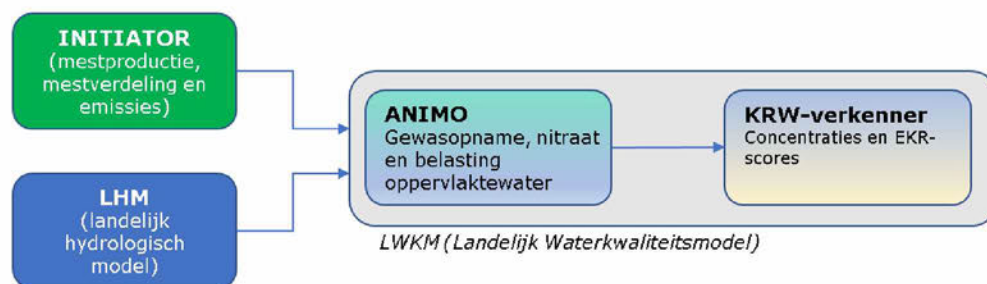 INITIATOR
(mestproductie,
mestverdeling en
emissies)
LHM
(landelijk
hydrologisch
model)
ANIMO
Gewasopname, nitraat
en belasting
oppervlaktewater
KRW-verkenner
Concentraties en EKR-
scores
LWKM (Landelijk Waterkwaliteitsmodel)